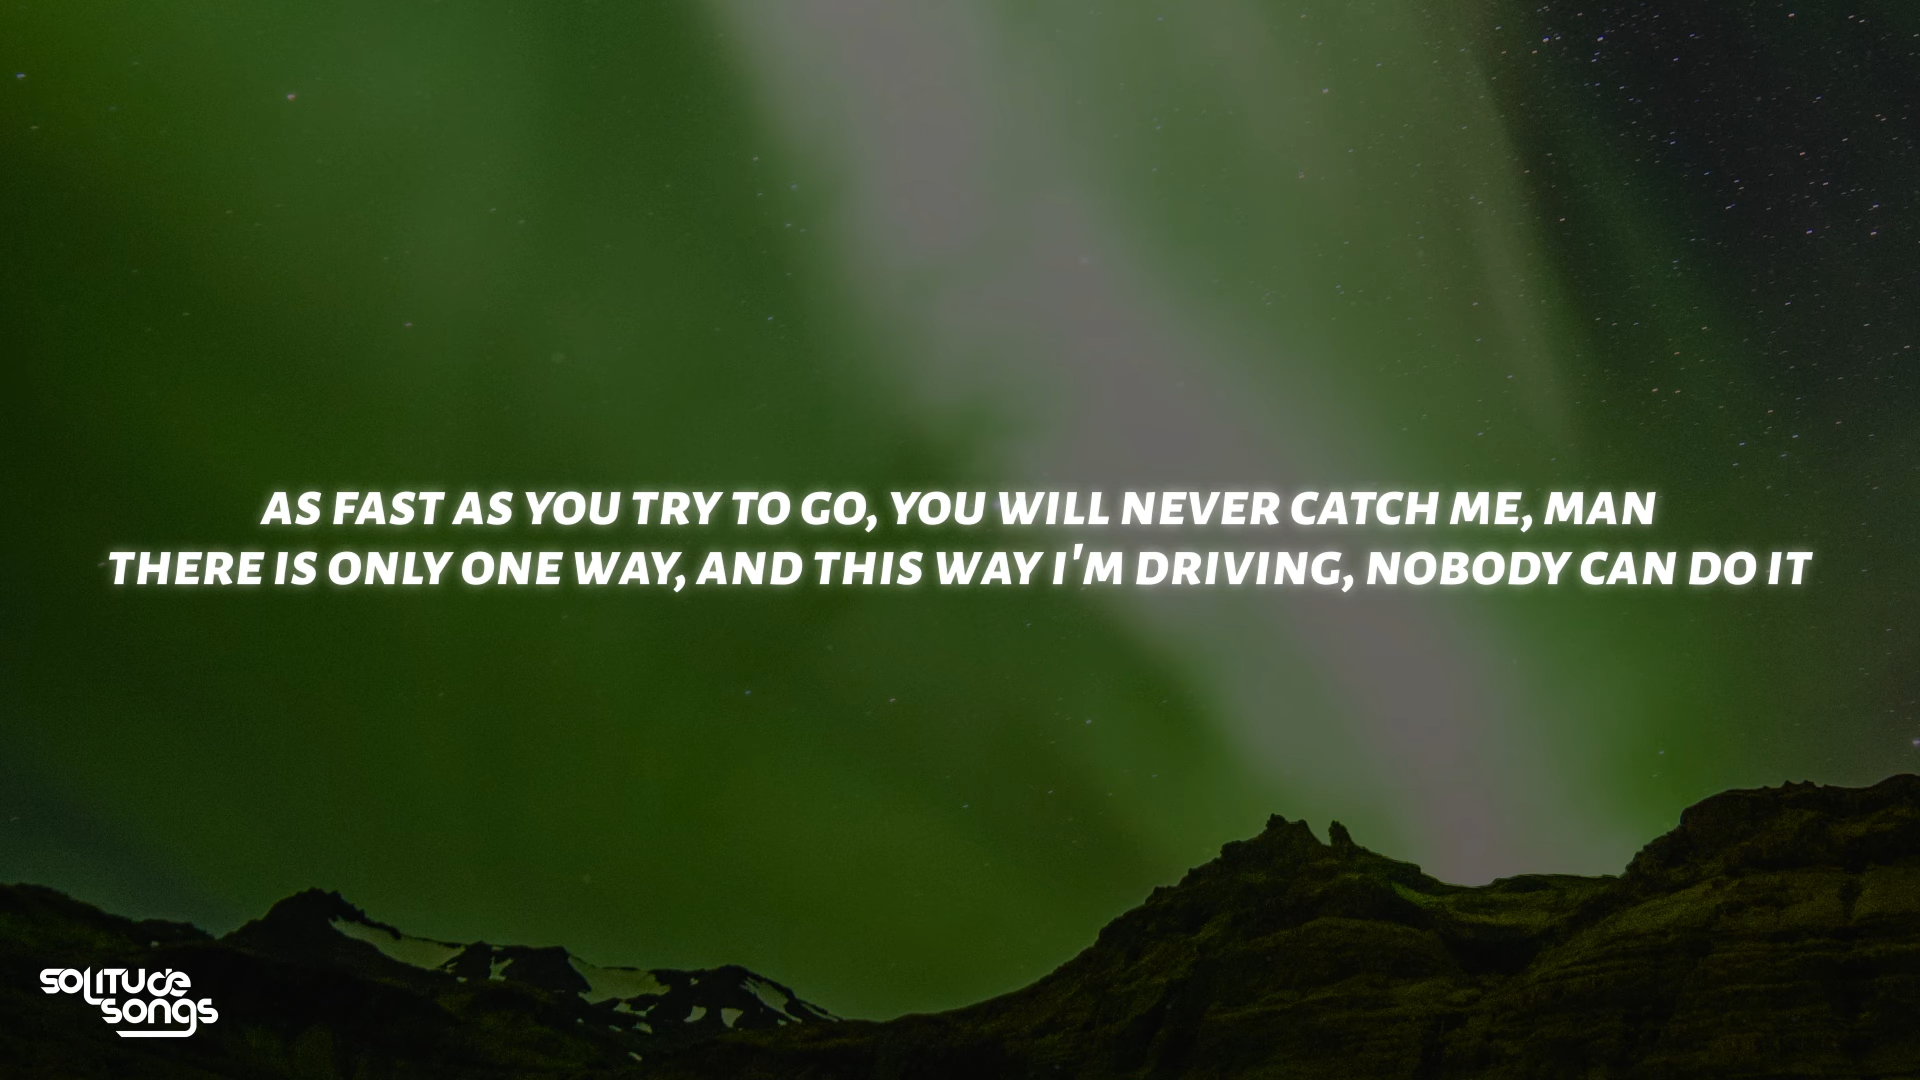 AS FAST AS YOU TRY TO GO, YOU WILL NEVER CATCH ME, MAN
THERE IS ONLY ONE WAY, AND THIS WAY I'M DRIVING, NOBODY CAN DO IT
SOLITUDE
SONGS